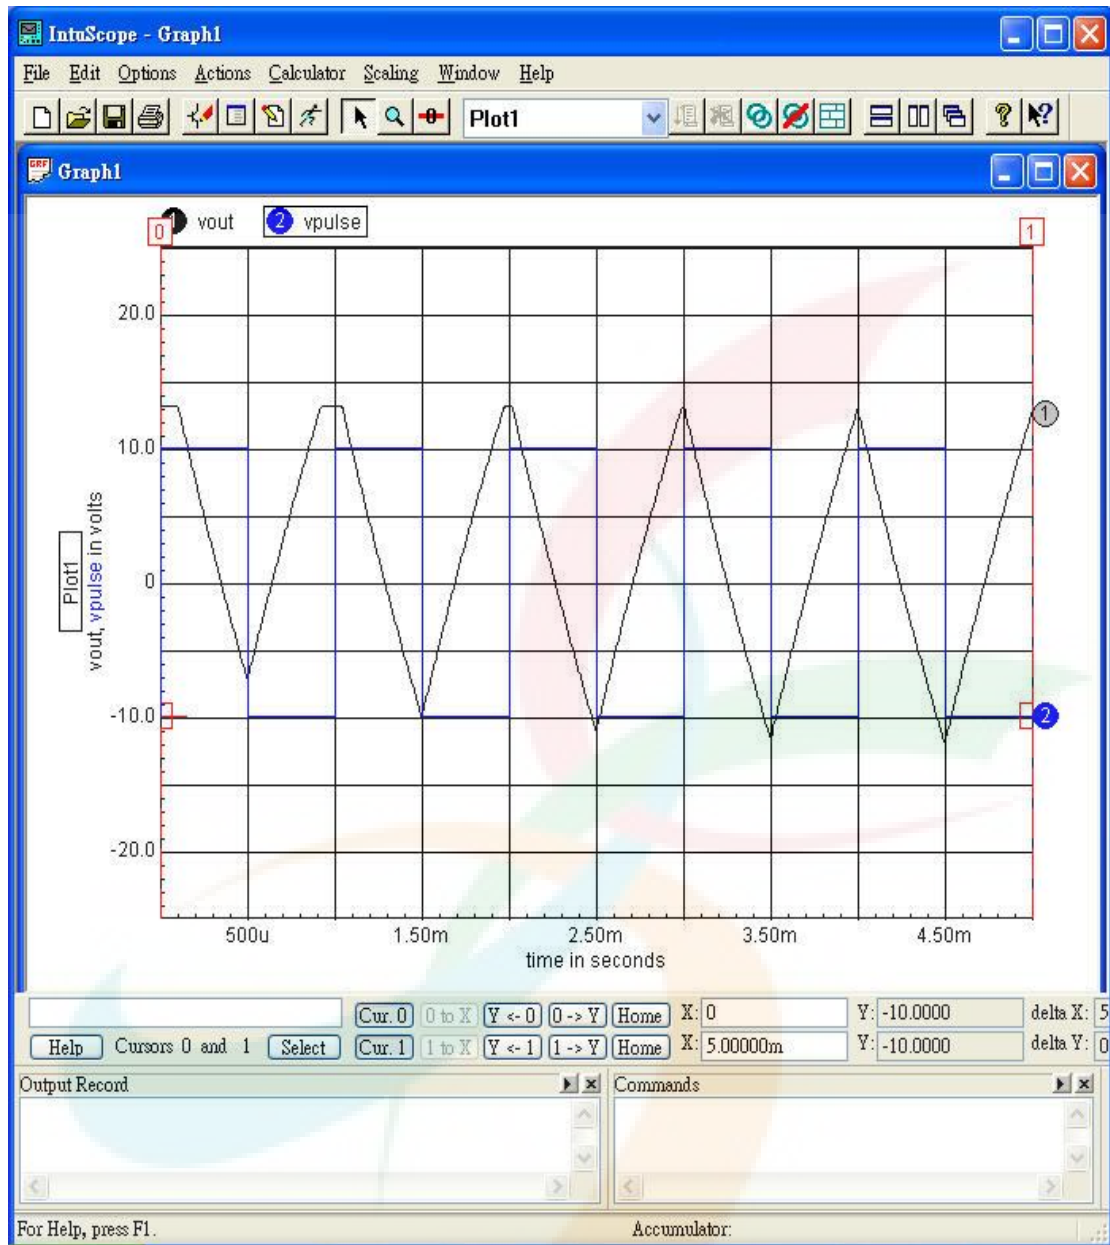 IntuScope - Graph1
File Edit Options Actions Calculator Scaling Window Help
Plot1
GRF Graph1
1 vout 2 vpulse
0 1
20.0
10.0
0
-10.0
-20.0
Plot1
vout, vpulse in volts
1
2
500u 1.50m 2.50m 3.50m 4.50m
time in seconds
Cur. 0 0 to X Y <- 0 0 -> Y Home X: 0 Y: -10.0000 delta X: 5
Help Cursors 0 and 1 Select Cur. 1 1 to X Y <- 1 1 -> Y Home X: 5.00000m Y: -10.0000 delta Y: 0
Output Record Commands
For Help, press F1. Accumulator: